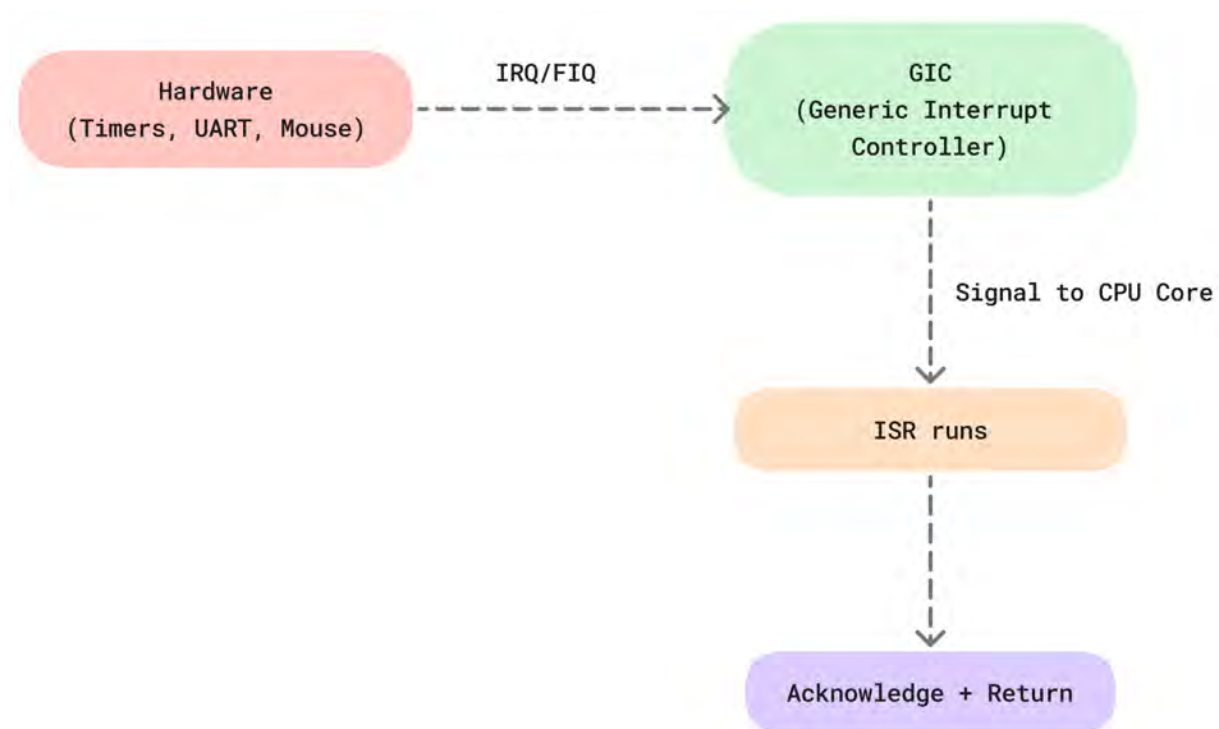 Hardware
(Timers, UART, Mouse)
IRQ/FIQ
GIC
(Generic Interrupt
Controller)
Signal to CPU Core
ISR runs
Acknowledge + Return